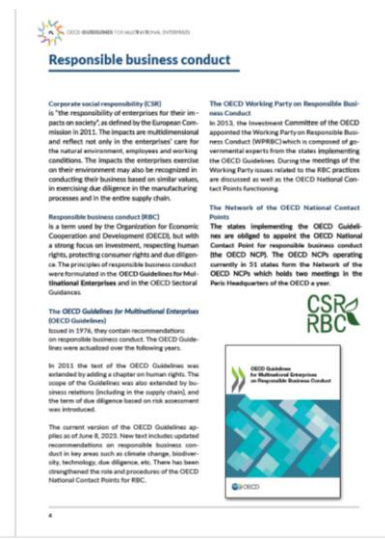 PL OECD GUIDELINES FOR MULTINATIONAL ENTERPRISES
Responsible business conduct
Corporate social responsibility (CSR)
is "the responsibility of enterprises for their im-
pacts on society", as defined by the European Com-
mission in 2011. The impacts are multidimensional
and reflect not only in the enterprises' care for
the natural environment, employees and working
conditions. The impacts the enterprises exercise
on their environment may also be recognized in
conducting their business based on similar values,
in exercising due diligence in the manufacturing
processes and in the entire supply chain.
Responsible business conduct (RBC)
is a term used by the Organization for Economic
Cooperation and Development (OECD), but with
a strong focus on investment, respecting human
rights, protecting consumer rights and due diligen-
ce. The principles of responsible business conduct
were formulated in the OECD Guidelines for Mul-
tinational Enterprises and in the OECD Sectoral
Guidances.
The OECD Guidelines for Multinational Enterprises
(OECD Guidelines)
Issued in 1976, they contain recommendations
on responsible business conduct. The OECD Guide-
lines were actualized over the following years.
In 2011 the text of the OECD Guidelines was
extended by adding a chapter on human rights. The
scope of the Guidelines was also extended by bu-
siness relations (including in the supply chain), and
the term of due diligence based on risk assessment
was introduced.
The current version of the OECD Guidelines ap-
plies as of June 8, 2023. New text includes updated
recommendations on responsible business con-
duct in key areas such as climate change, biodiver-
sity, technology, due diligence, etc. There has been
strengthened the role and procedures of the OECD
National Contact Points for RBC.
The OECD Working Party on Responsible Busi-
ness Conduct
In 2013, the Investment Committee of the OECD
appointed the Working Party on Responsible Busi-
ness Conduct (WPRBC) which is composed of go-
vernmental experts from the states implementing
the OECD Guidelines. During the meetings of the
Working Party issues related to the RBC practices
are discussed as well as the OECD National Con-
tact Points functioning.
The Network of the OECD National Contact
Points
The states implementing the OECD Guideli-
nes are obliged to appoint the OECD National
Contact Point for responsible business conduct
(the OECD NCP). The OECD NCPs operating
currently in 51 states form the Network of the
OECD NCPs which holds two meetings in the
Paris Headquarters of the OECD a year.
CSR
RBC
OECD Guidelines
for Multinational Enterprises
on Responsible Business Conduct
OECD
4